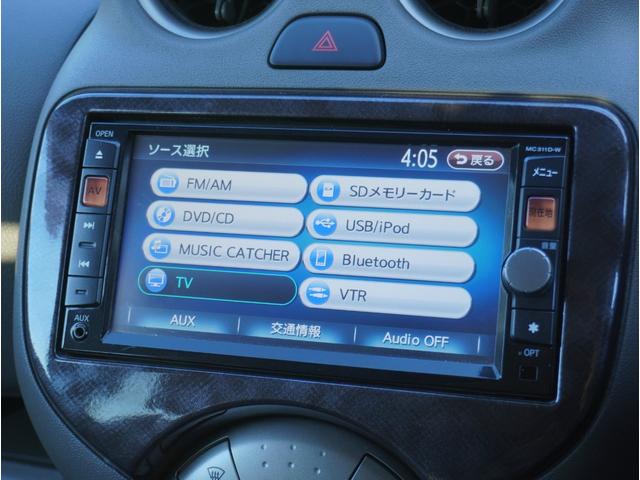 OPEN
MC311D-W
ソース選択
4:05
戻る
メニュー
FM/AM
SDメモリーカード
AV
DVD/CD
USB/iPod
現在地
音量
MUSIC CATCHER
Bluetooth
TV
VTR
AUX
AUX
交通情報
Audio OFF
OPT